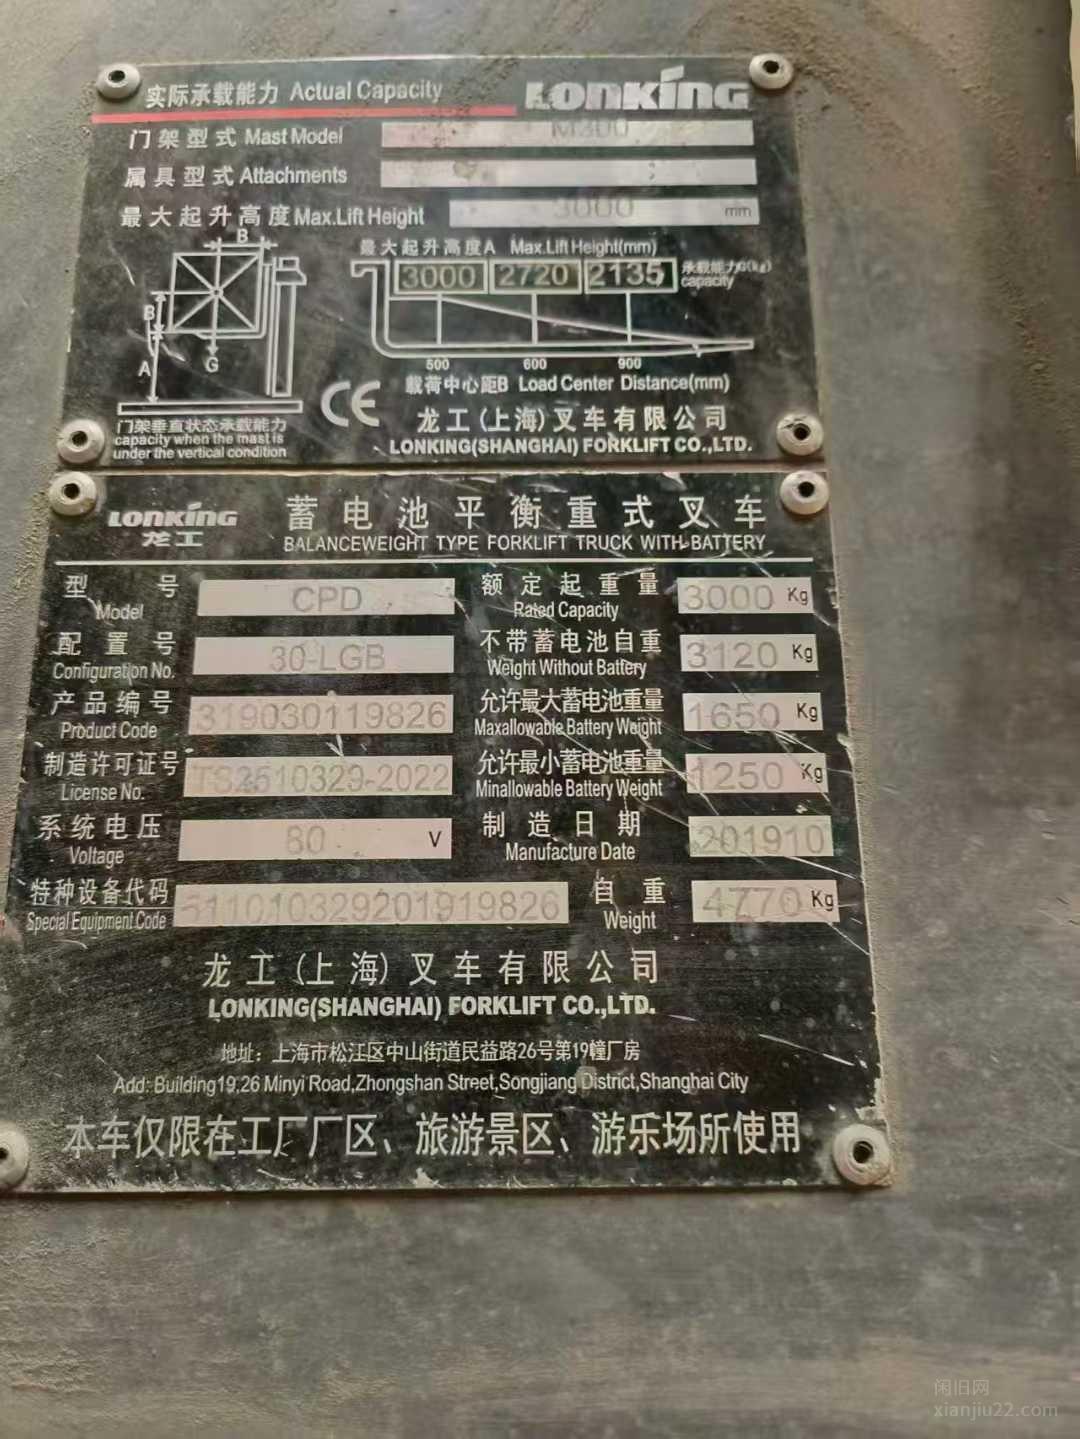 实际承载能力 Actual Capacity LONKING
门架型式 Mast Model M300
属具型式 Attachments
最大起升高度 Max.Lift Height 3000 mm
最大起升高度A Max.Lift Height(mm)
3000 2720 2135 承载能力Q(kg)
capacity
B
B
A
G
500 600 900
载荷中心距B Load Center Distance(mm)
CE
门架垂直状态承载能力
capacity when the mast is
under the vertical condition
龙工(上海)叉车有限公司
LONKING(SHANGHAI) FORKLIFT CO.,LTD.
LONKING
龙工
蓄电池平衡重式叉车
BALANCEWEIGHT TYPE FORKLIFT TRUCK WITH BATTERY
型号 Model CPD 额定起重量 Rated Capacity 3000 Kg
配置号 Configuration No. 30-LGB 不带蓄电池自重 Weight Without Battery 3120 Kg
产品编号 Product Code 319030119826 允许最大蓄电池重量 Maxallowable Battery Weight 1650 Kg
制造许可证号 License No. TS2510329-2022 允许最小蓄电池重量 Minallowable Battery Weight 1250 Kg
系统电压 Voltage 80 V 制造日期 Manufacture Date 201910
特种设备代码 Special Equipment Code 511010329201919826 自重 Weight 4770 Kg
龙工(上海)叉车有限公司
LONKING(SHANGHAI) FORKLIFT CO.,LTD.
地址：上海市松江区中山街道民益路26号第19幢厂房
Add: Building19,26 Minyi Road,Zhongshan Street,Songjiang District,Shanghai City
本车仅限在工厂厂区、旅游景区、游乐场所使用
闲旧网
xianjiu22.com